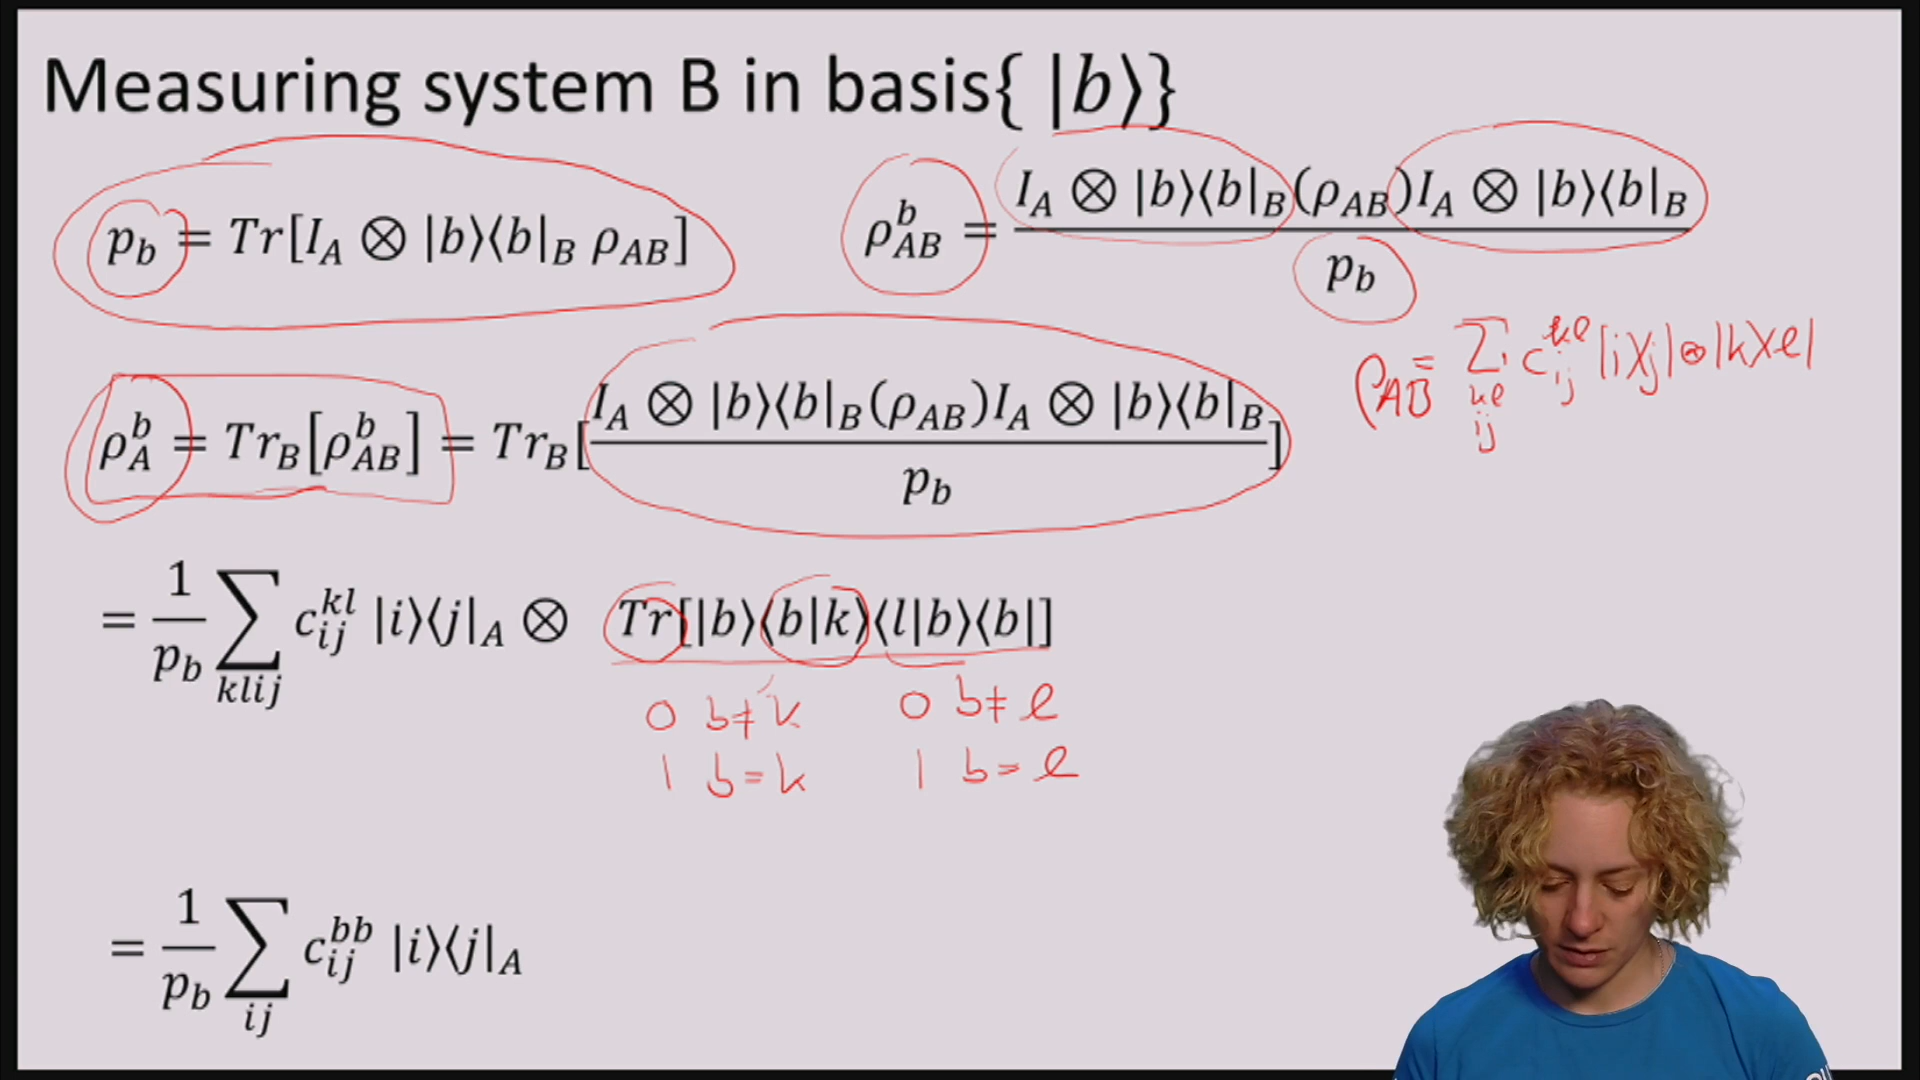 Measuring system B in basis{ |b⟩}
p_b = Tr[I_A ⊗ |b⟩⟨b|_B ρ_AB]
ρ^b_AB = I_A ⊗ |b⟩⟨b|_B(ρ_AB)I_A ⊗ |b⟩⟨b|_B / p_b
ρ_AB = Σ_{kl ij} c^{kl}_{ij} |i⟩⟨j| ⊗ |k⟩⟨l|
ρ^b_A = Tr_B[ρ^b_AB] = Tr_B[I_A ⊗ |b⟩⟨b|_B(ρ_AB)I_A ⊗ |b⟩⟨b|_B / p_b]
= 1/p_b Σ_{klij} c^{kl}_{ij} |i⟩⟨j|_A ⊗ Tr[|b⟩⟨b|k⟩⟨l|b⟩⟨b|]
0 b≠k 0 b≠l
1 b=k 1 b=l
= 1/p_b Σ_{ij} c^{bb}_{ij} |i⟩⟨j|_A